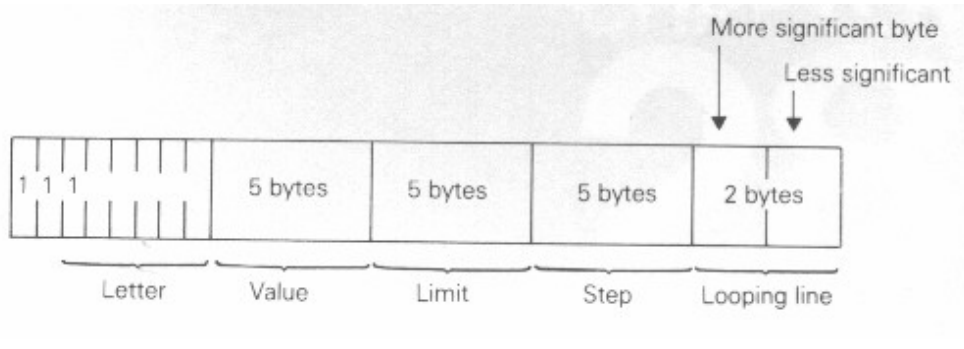 More significant byte
Less significant
1 1 1
5 bytes
5 bytes
5 bytes
2 bytes
Letter
Value
Limit
Step
Looping line